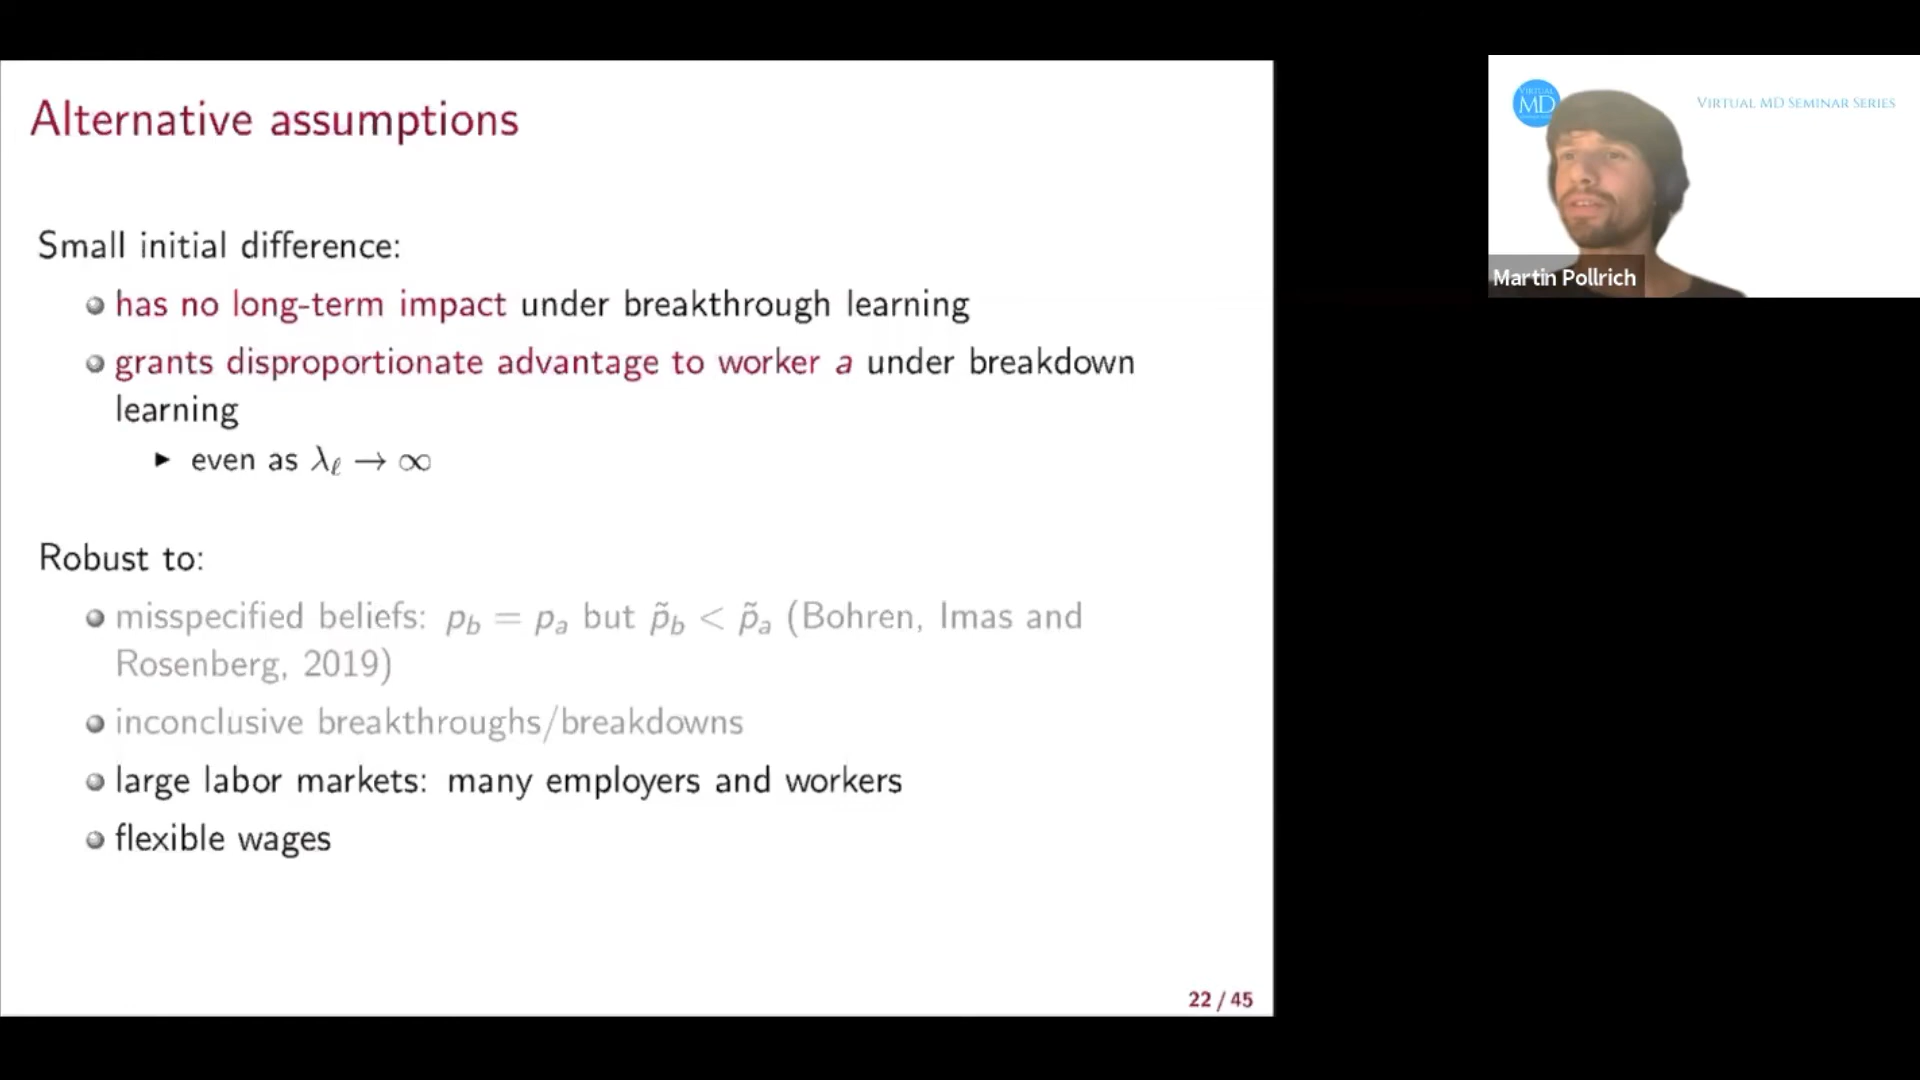 Alternative assumptions
Small initial difference:
has no long-term impact under breakthrough learning
grants disproportionate advantage to worker a under breakdown
learning
▶ even as λ_ℓ → ∞
Robust to:
misspecified beliefs: p_b = p_a but p̃_b < p̃_a (Bohren, Imas and
Rosenberg, 2019)
inconclusive breakthroughs/breakdowns
large labor markets: many employers and workers
flexible wages
22 / 45
VIRTUAL
MD
VIRTUAL MD SEMINAR SERIES
Martin Pollrich